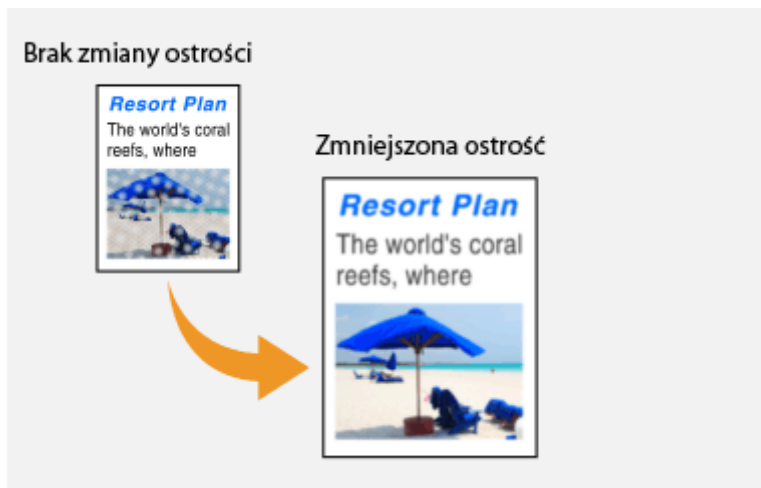 Brak zmiany ostrości
Resort Plan
The world's coral
reefs, where
Zmniejszona ostrość
Resort Plan
The world's coral
reefs, where